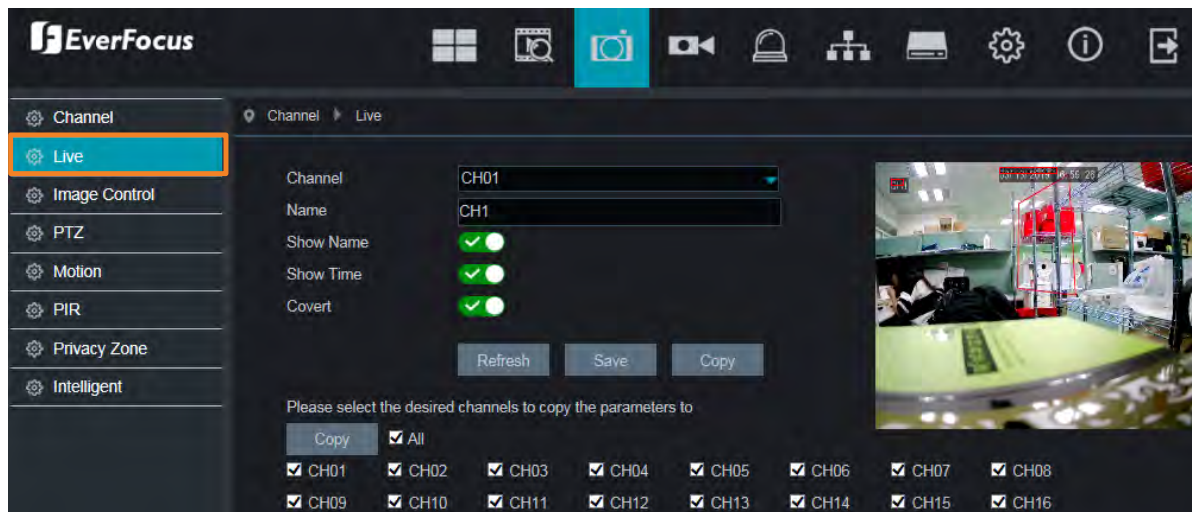 EverFocus
Channel
Live
Image Control
PTZ
Motion
PIR
Privacy Zone
Intelligent
Channel Live
Channel CH01
Name CH1
Show Name
Show Time
Covert
Refresh Save Copy
Please select the desired channels to copy the parameters to
Copy All
CH01 CH02 CH03 CH04 CH05 CH06 CH07 CH08
CH09 CH10 CH11 CH12 CH13 CH14 CH15 CH16